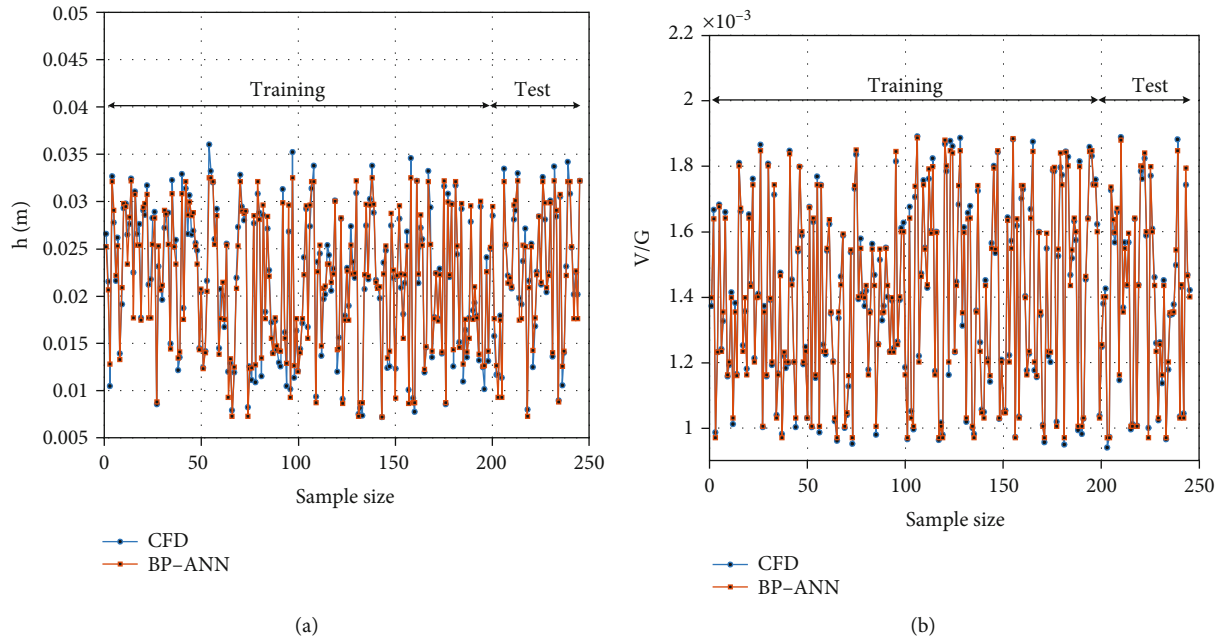 0.05
0.045
0.04
0.035
0.03
0.025
0.02
0.015
0.01
0.005
h (m)
Training
Test
0 50 100 150 200 250
Sample size
CFD
BP–ANN
(a)
×10⁻³
2.2
2
1.8
1.6
1.4
1.2
1
V/G
Training
Test
0 50 100 150 200 250
Sample size
CFD
BP–ANN
(b)